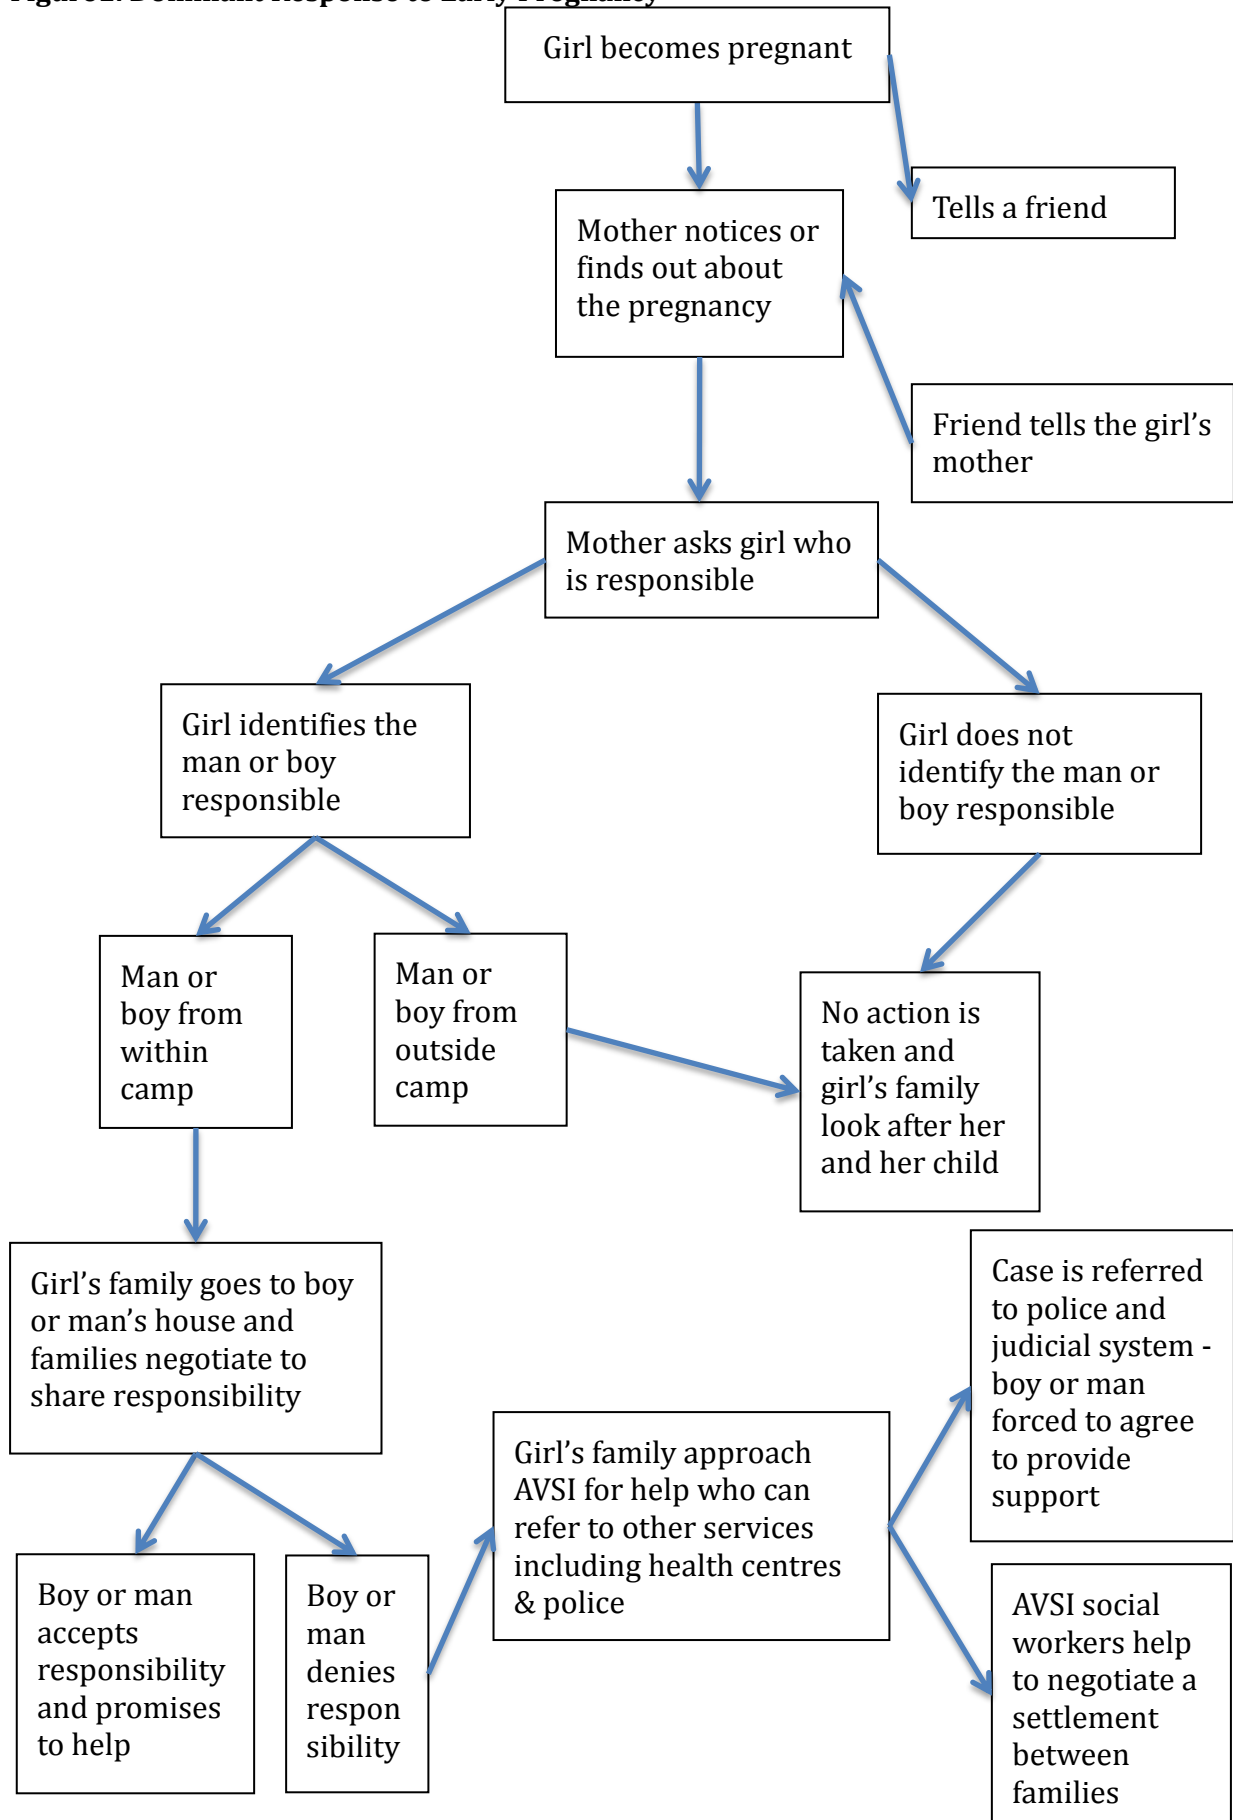 Girl becomes pregnant
Tells a friend
Mother notices or
finds out about
the pregnancy
Friend tells the girl’s
mother
Mother asks girl who
is responsible
Girl identifies the
man or boy
responsible
Girl does not
identify the man or
boy responsible
Man or
boy from
within
camp
Man or
boy from
outside
camp
No action is
taken and
girl’s family
look after her
and her child
Girl’s family goes to boy
or man’s house and
families negotiate to
share responsibility
Case is referred
to police and
judicial system -
boy or man
forced to agree
to provide
support
Girl’s family approach
AVSI for help who can
refer to other services
including health centres
& police
Boy or man
accepts
responsibility
and promises
to help
Boy or
man
denies
respon
sibility
AVSI social
workers help
to negotiate a
settlement
between
families